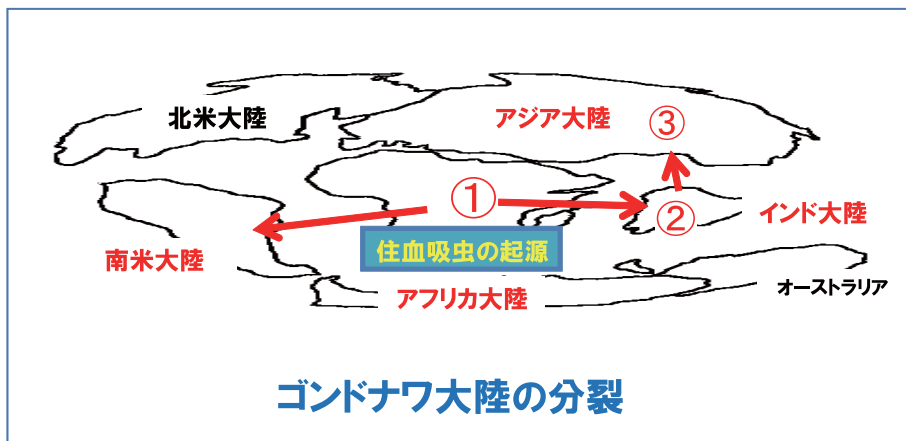 北米大陸
アジア大陸
③
①
②
インド大陸
住血吸虫の起源
南米大陸
アフリカ大陸
オーストラリア
ゴンドナワ大陸の分裂